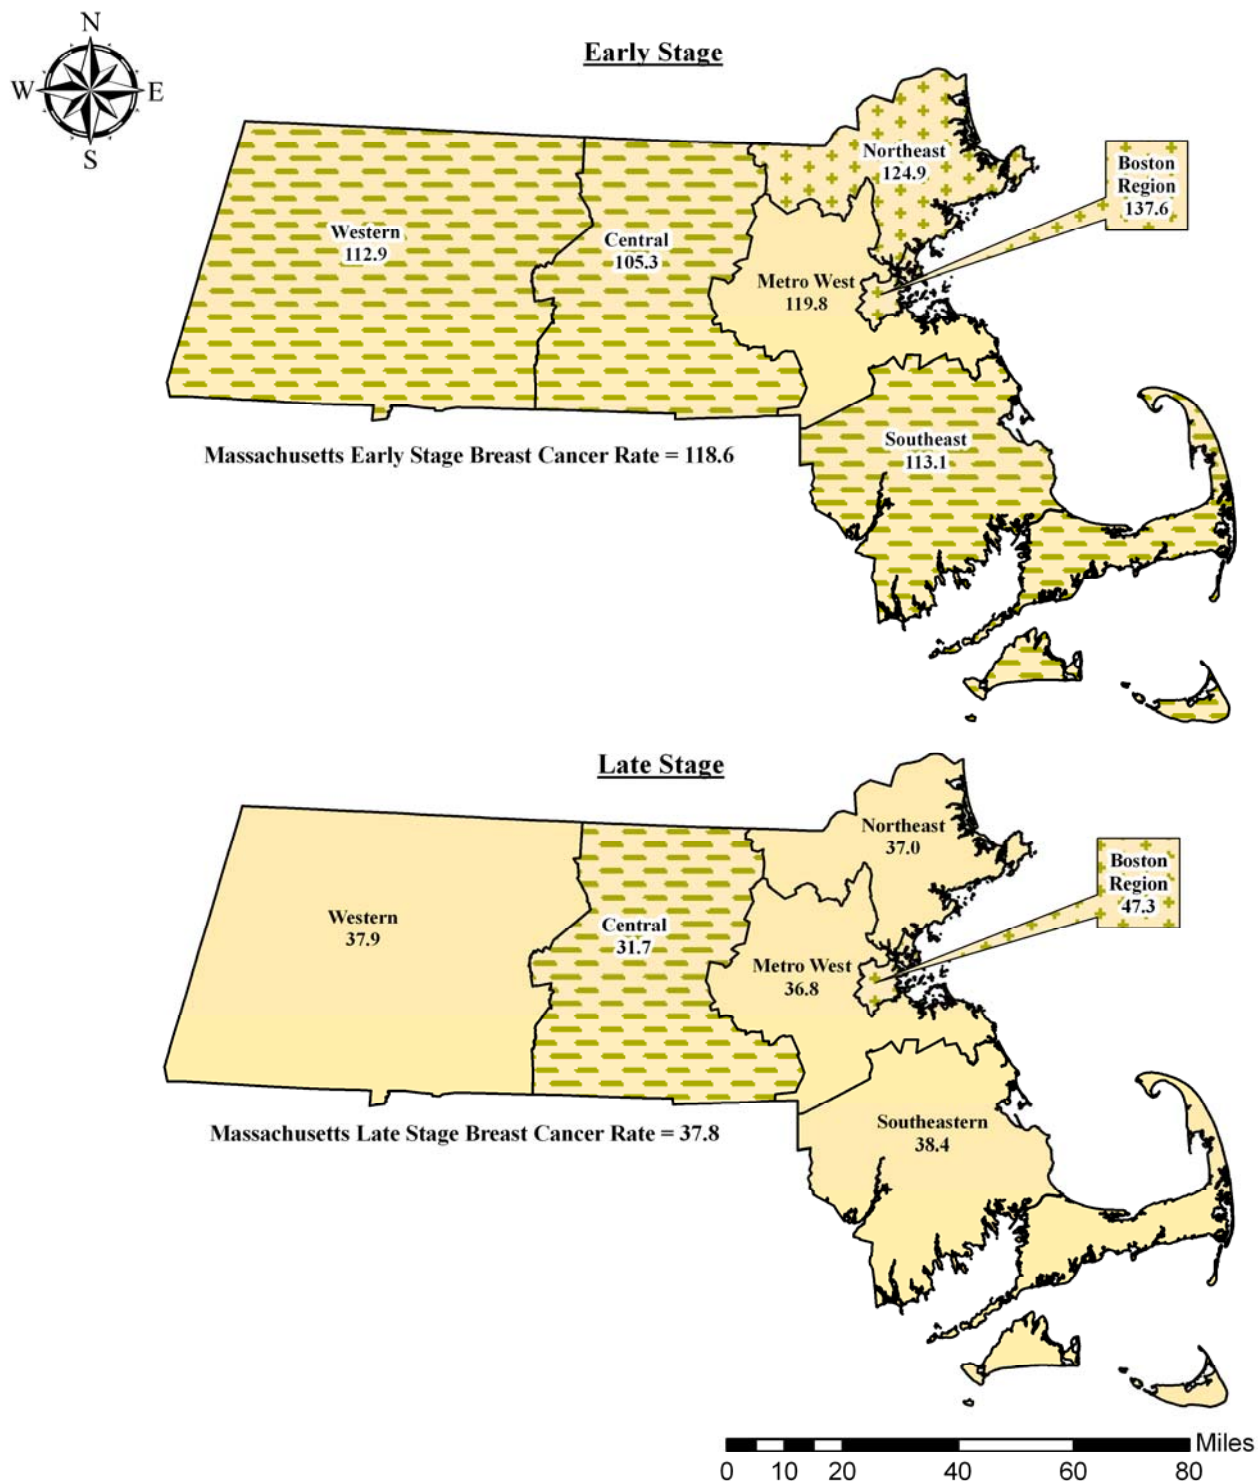 N
W
E
S
Early Stage
Northeast
124.9
Boston
Region
137.6
Western
112.9
Central
105.3
Metro West
119.8
Southeast
113.1
Massachusetts Early Stage Breast Cancer Rate = 118.6
Late Stage
Northeast
37.0
Boston
Region
47.3
Western
37.9
Central
31.7
Metro West
36.8
Southeastern
38.4
Massachusetts Late Stage Breast Cancer Rate = 37.8
Miles
0 10 20 40 60 80